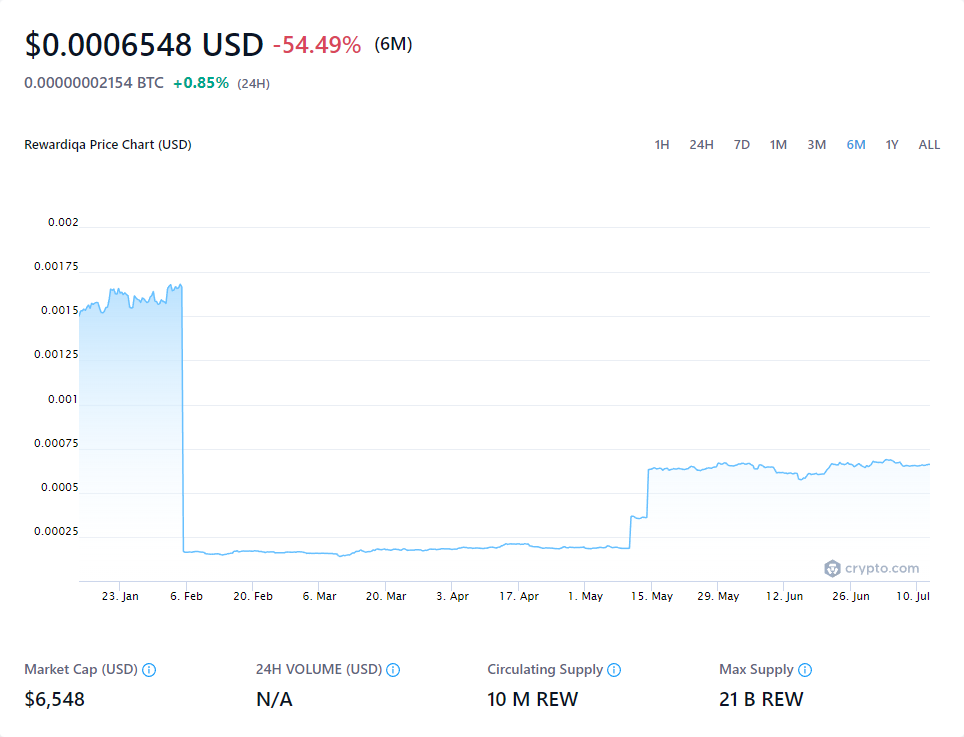 $0.0006548 USD -54.49% (6M)
0.00000002154 BTC +0.85% (24H)
Rewardiqa Price Chart (USD) 1H 24H 7D 1M 3M 6M 1Y ALL
0.002
0.00175
0.0015
0.00125
0.001
0.00075
0.0005
0.00025
crypto.com
23. Jan 6. Feb 20. Feb 6. Mar 20. Mar 3. Apr 17. Apr 1. May 15. May 29. May 12. Jun 26. Jun 10. Jul
Market Cap (USD) 24H VOLUME (USD) Circulating Supply Max Supply
$6,548 N/A 10 M REW 21 B REW